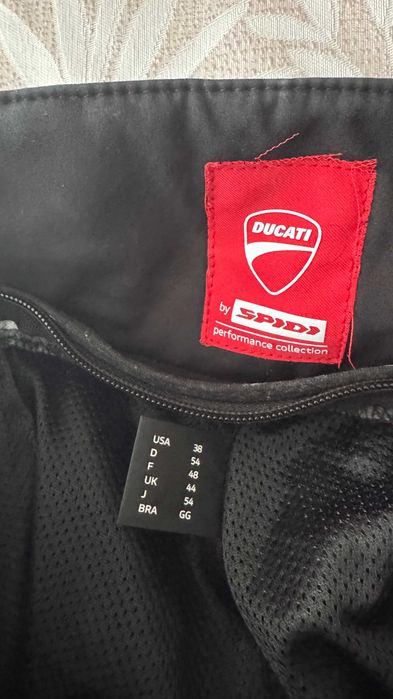 DUCATI
by SPIDI
performance collection
USA 38
D 54
F 48
UK 44
J 54
BRA GG